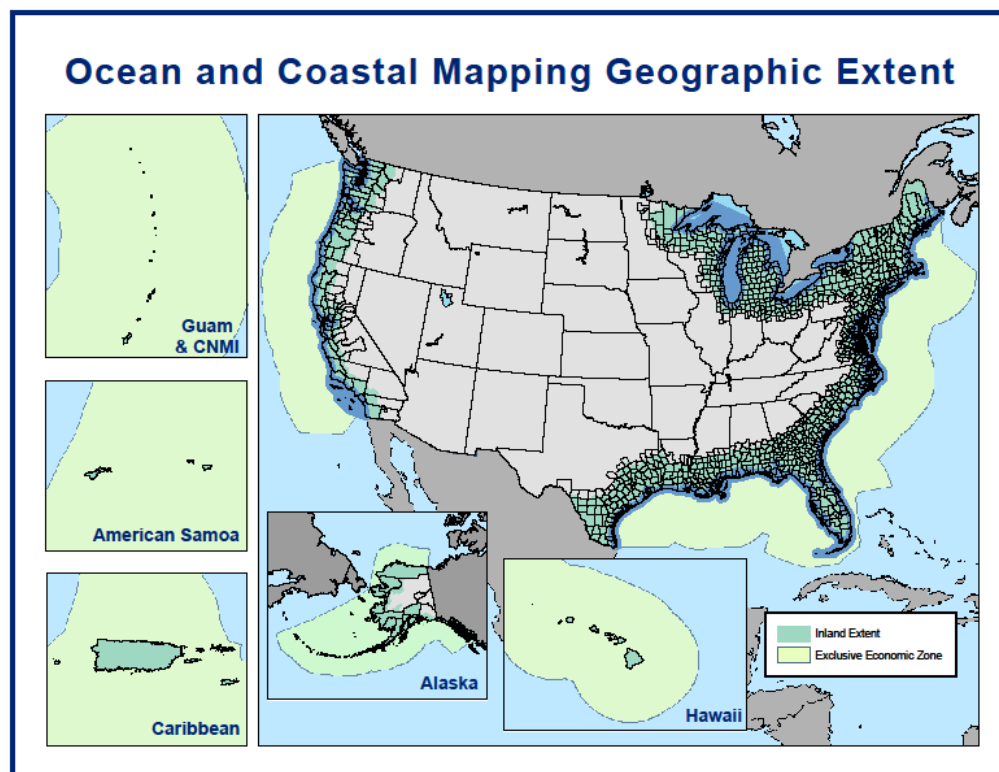 Ocean and Coastal Mapping Geographic Extent
Guam
& CNMI
American Samoa
Caribbean
Alaska
Hawaii
Inland Extent
Exclusive Economic Zone